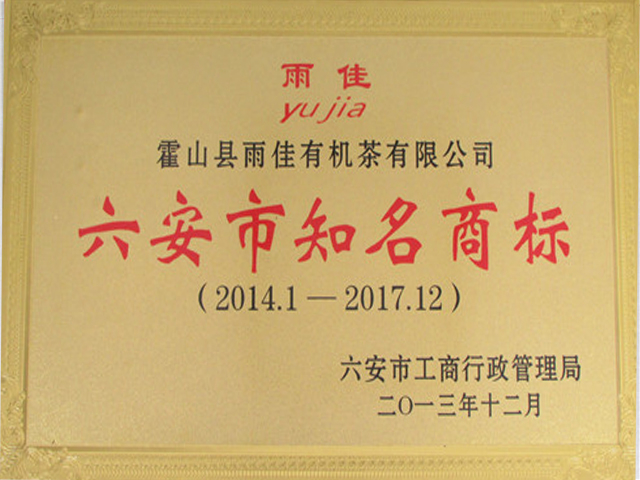 雨佳
yu jia
霍山县雨佳有机茶有限公司
六安市知名商标
（2014.1—2017.12）
六安市工商行政管理局
二〇一三年十二月